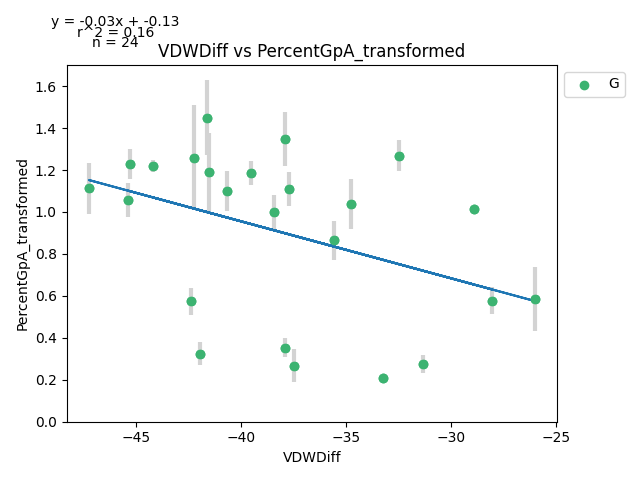 y = -0.03x + -0.13
r^2 = 0.16
n = 24
VDWDiff vs PercentGpA_transformed
G
PercentGpA_transformed
1.6
1.4
1.2
1.0
0.8
0.6
0.4
0.2
0.0
−45 −40 −35 −30 −25
VDWDiff